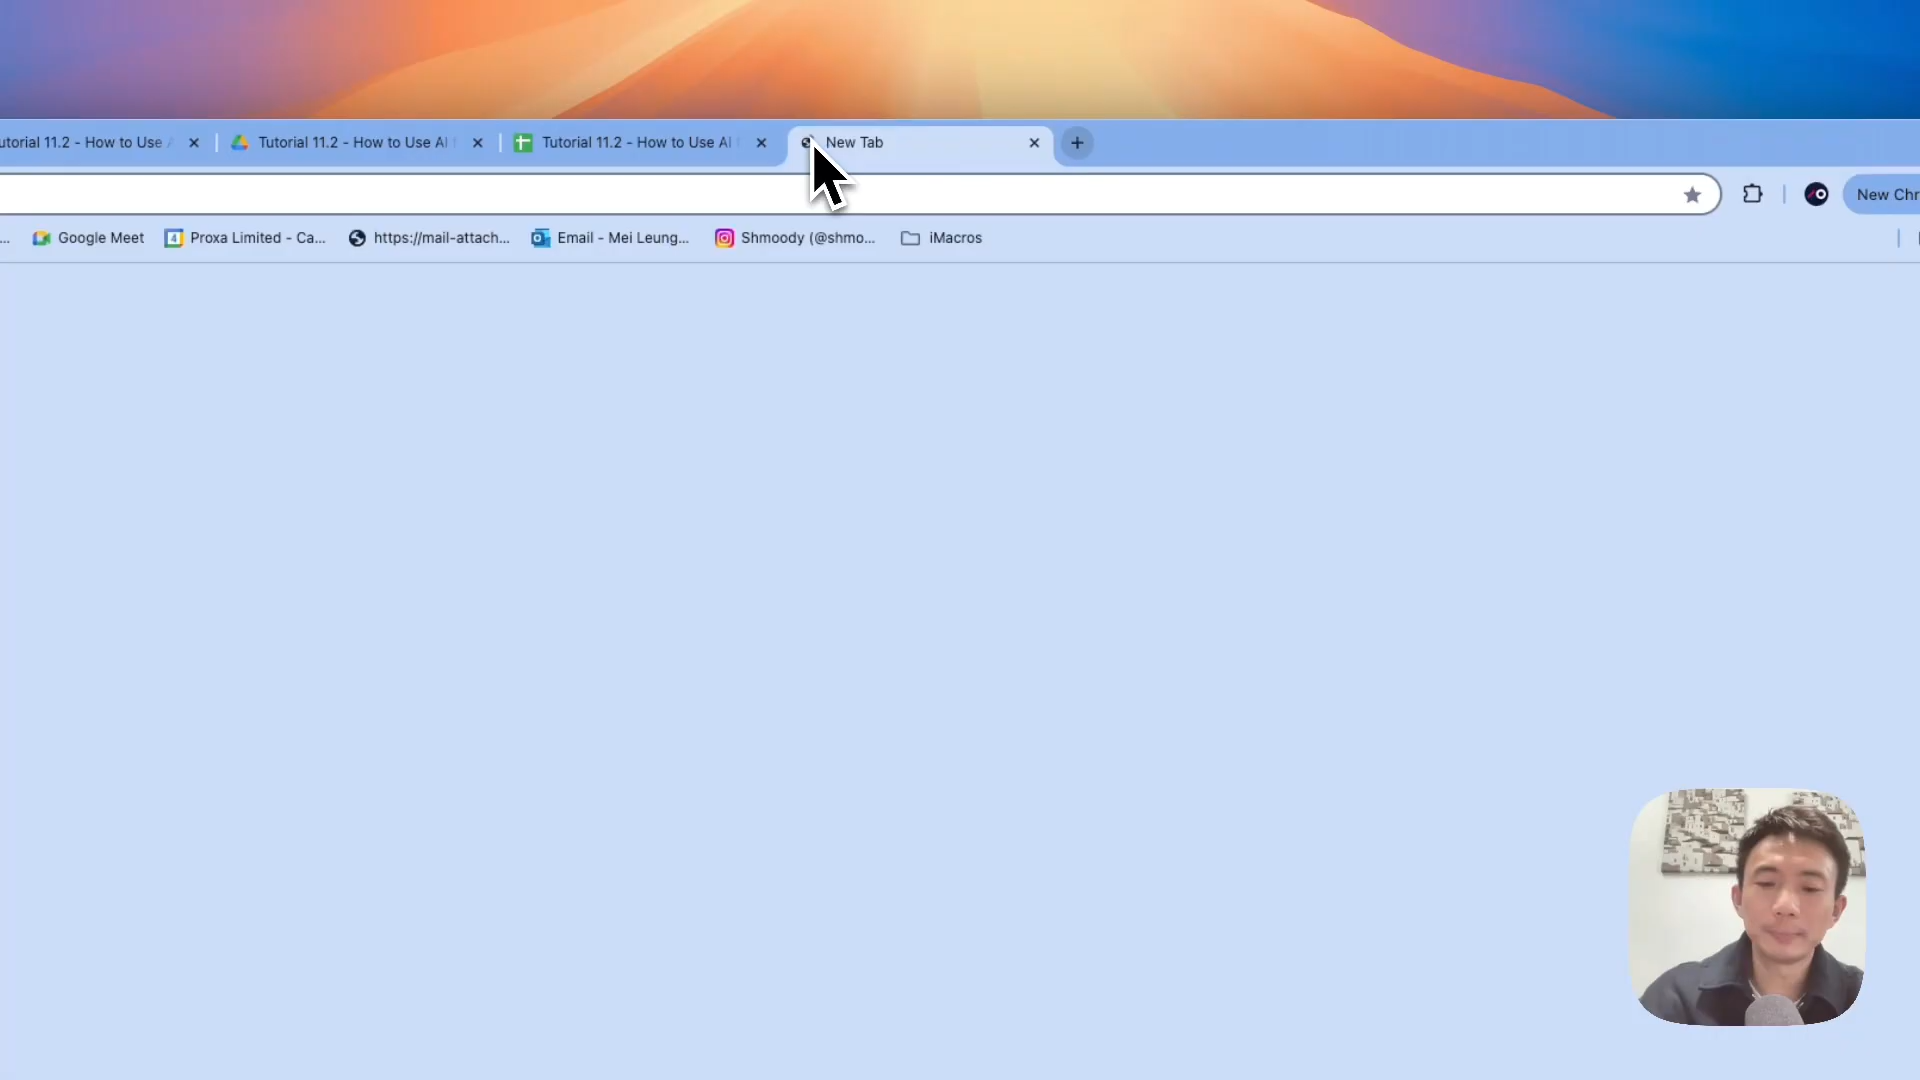 utorial 11.2 - How to Use A
Tutorial 11.2 - How to Use AI
Tutorial 11.2 - How to Use AI
New Tab
New Chr
...
Google Meet
4
Proxa Limited - Ca...
https://mail-attach...
Email - Mei Leung...
Shmoody (@shmo...
iMacros